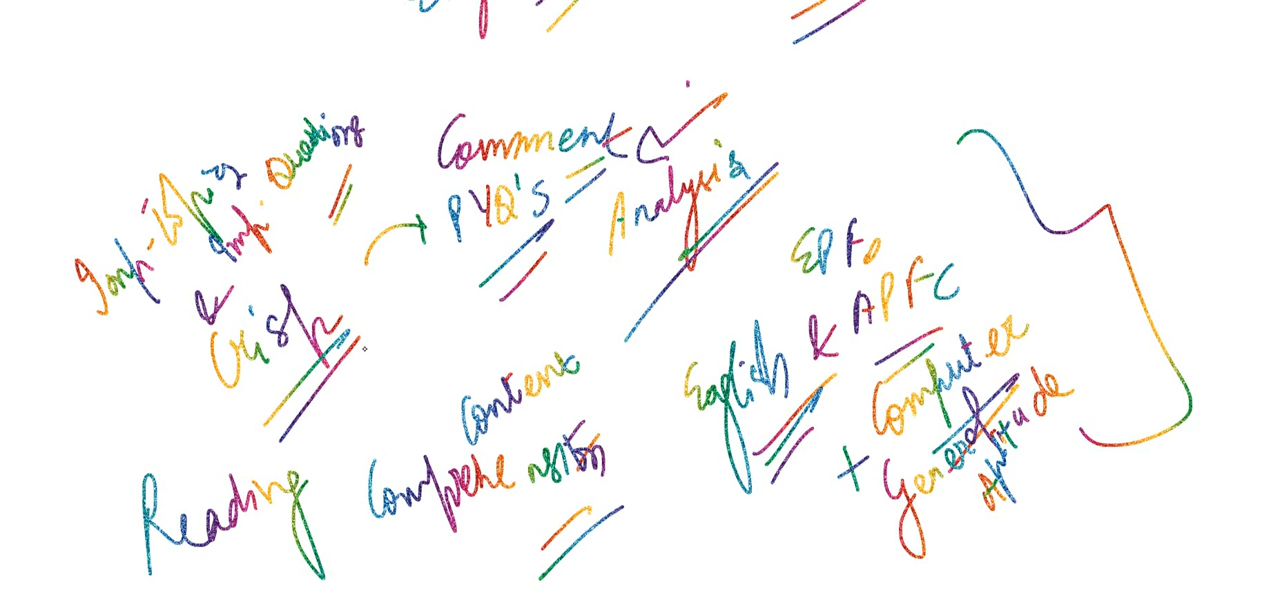 Questions
Imp
&
Crisp
Comment
PYQ'S Analysis
Content
Reading Comprehension
EPFO
& APFC
English
Computer
+ General
Aptitude